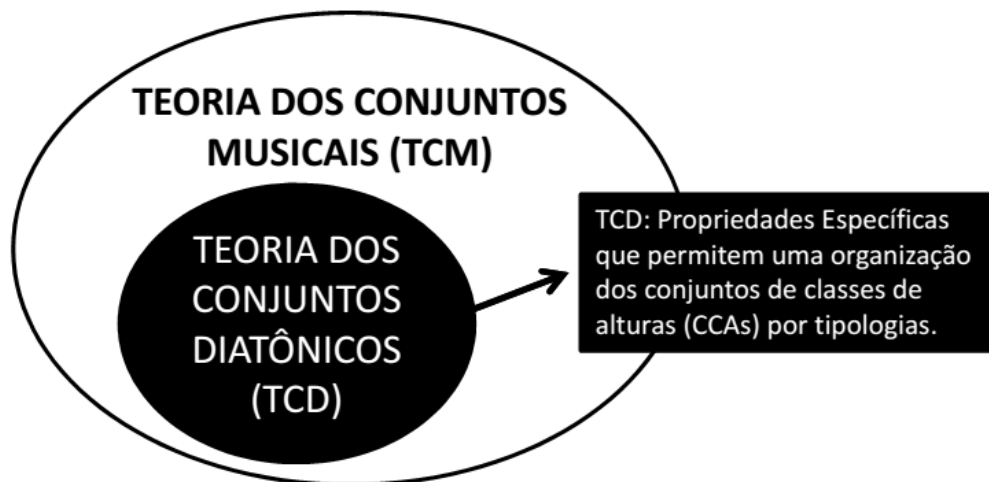 TEORIA DOS CONJUNTOS
MUSICAIS (TCM)
TEORIA DOS
CONJUNTOS
DIATÔNICOS
(TCD)
TCD: Propriedades Específicas
que permitem uma organização
dos conjuntos de classes de
alturas (CCAs) por tipologias.